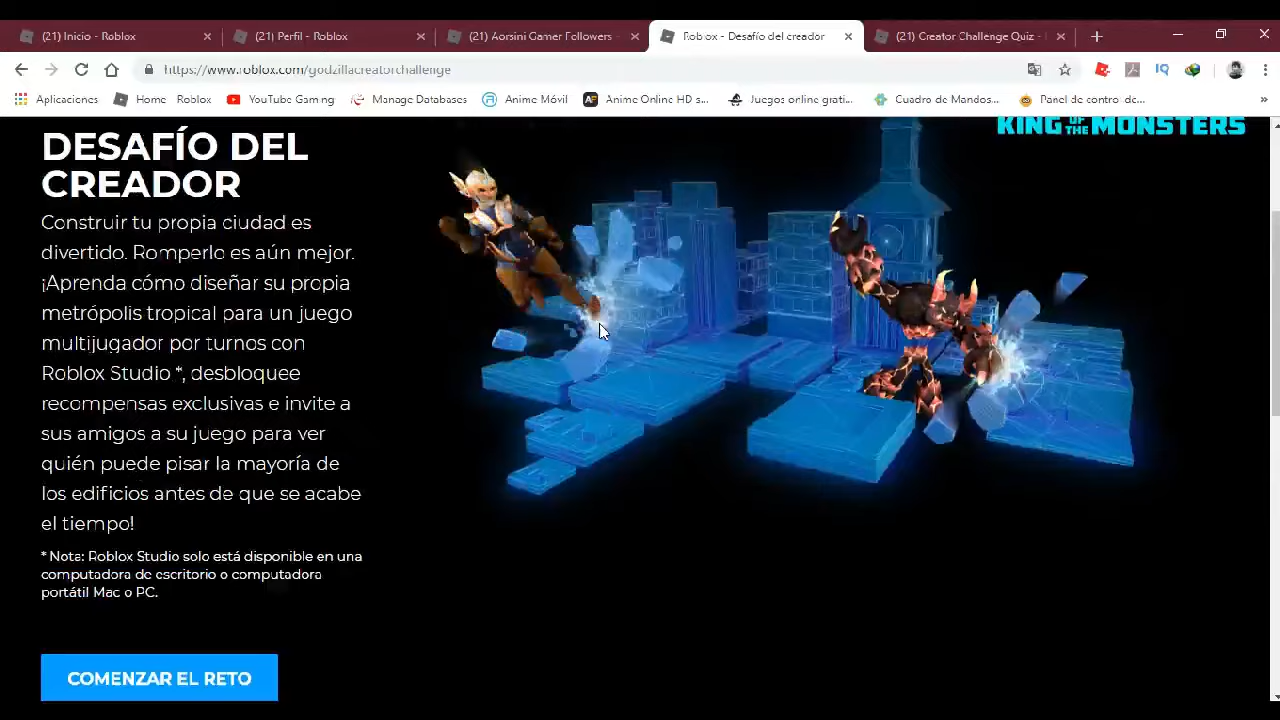 (21) Inicio - Roblox
(21) Perfil - Roblox
(21) Aorsini Gamer Followers -
Roblox - Desafío del creador
(21) Creator Challenge Quiz -
https://www.roblox.com/godzillacreatorchallenge
Aplicaciones
Home - Roblox
YouTube Gaming
Manage Databases
Anime Móvil
Anime Online HD s...
Juegos online grati...
Cuadro de Mandos...
Panel de control de...
KING OF THE MONSTERS
DESAFÍO DEL
CREADOR
Construir tu propia ciudad es
divertido. Romperlo es aún mejor.
¡Aprenda cómo diseñar su propia
metrópolis tropical para un juego
multijugador por turnos con
Roblox Studio *, desbloquee
recompensas exclusivas e invite a
sus amigos a su juego para ver
quién puede pisar la mayoría de
los edificios antes de que se acabe
el tiempo!
* Nota: Roblox Studio solo está disponible en una
computadora de escritorio o computadora
portátil Mac o PC.
COMENZAR EL RETO